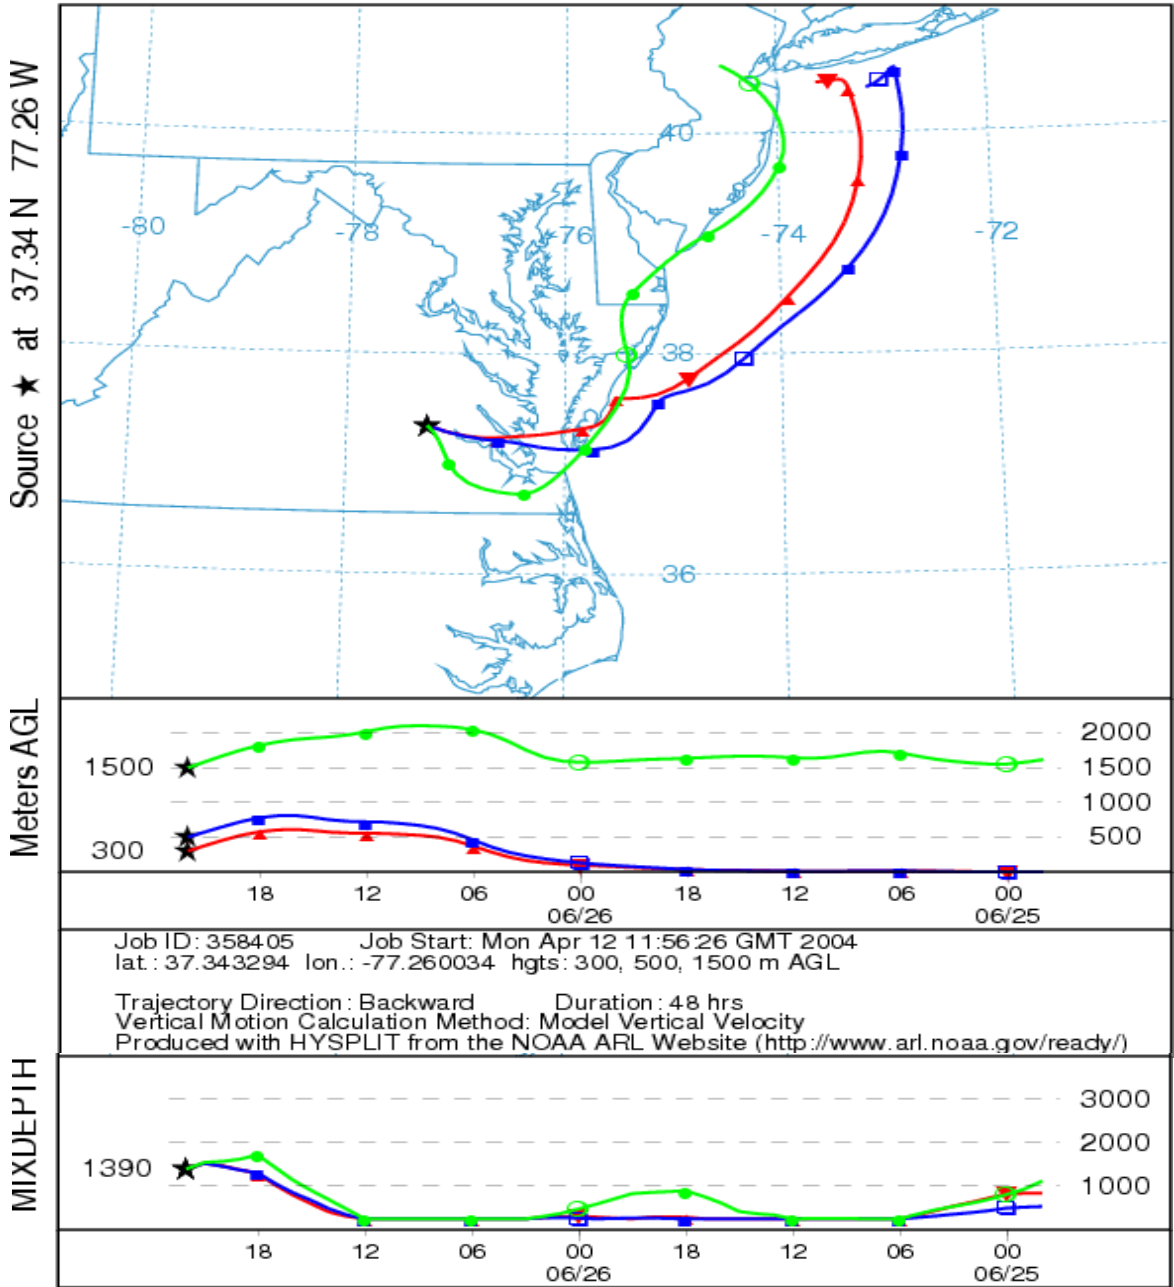 Source ★ at 37.34 N 77.26 W
40
-80
-78
-76
-74
-72
38
36
Meters AGL
2000
1500
1500
1000
500
300
18 12 06 00 18 12 06 00
06/26 06/25
Job ID: 358405 Job Start: Mon Apr 12 11:56:26 GMT 2004
lat.: 37.343294 lon.: -77.260034 hgts: 300, 500, 1500 m AGL
Trajectory Direction: Backward Duration: 48 hrs
Vertical Motion Calculation Method: Model Vertical Velocity
Produced with HYSPLIT from the NOAA ARL Website (http://www.arl.noaa.gov/ready/)
MIXDEPTH
3000
2000
1390
1000
18 12 06 00 18 12 06 00
06/26 06/25